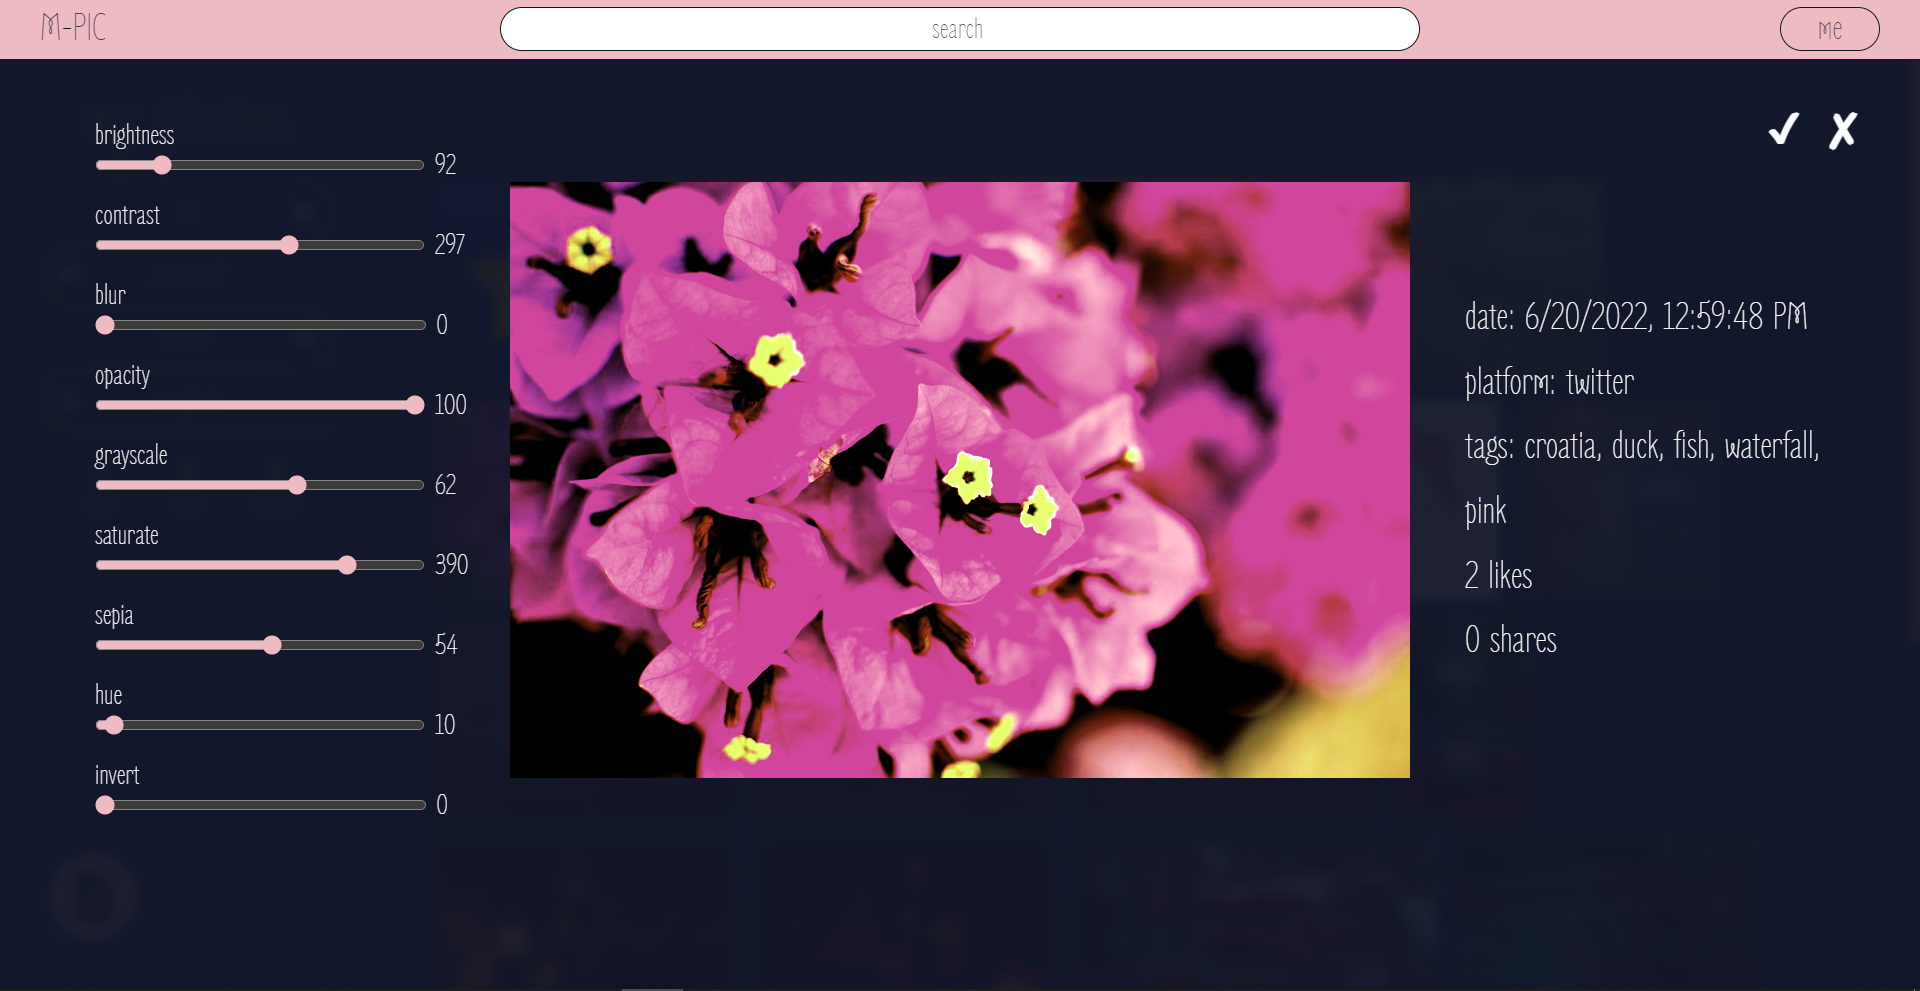 M-PIC
search
me
brightness
92
contrast
297
blur
0
opacity
100
grayscale
62
saturate
390
sepia
54
hue
10
invert
0
date: 6/20/2022, 12:59:48 PM
platform: twitter
tags: croatia, duck, fish, waterfall,
pink
2 likes
0 shares